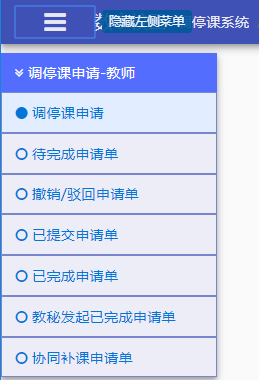 隐藏左侧菜单 停课系统
调停课申请-教师
调停课申请
待完成申请单
撤销/驳回申请单
已提交申请单
已完成申请单
教秘发起已完成申请单
协同补课申请单